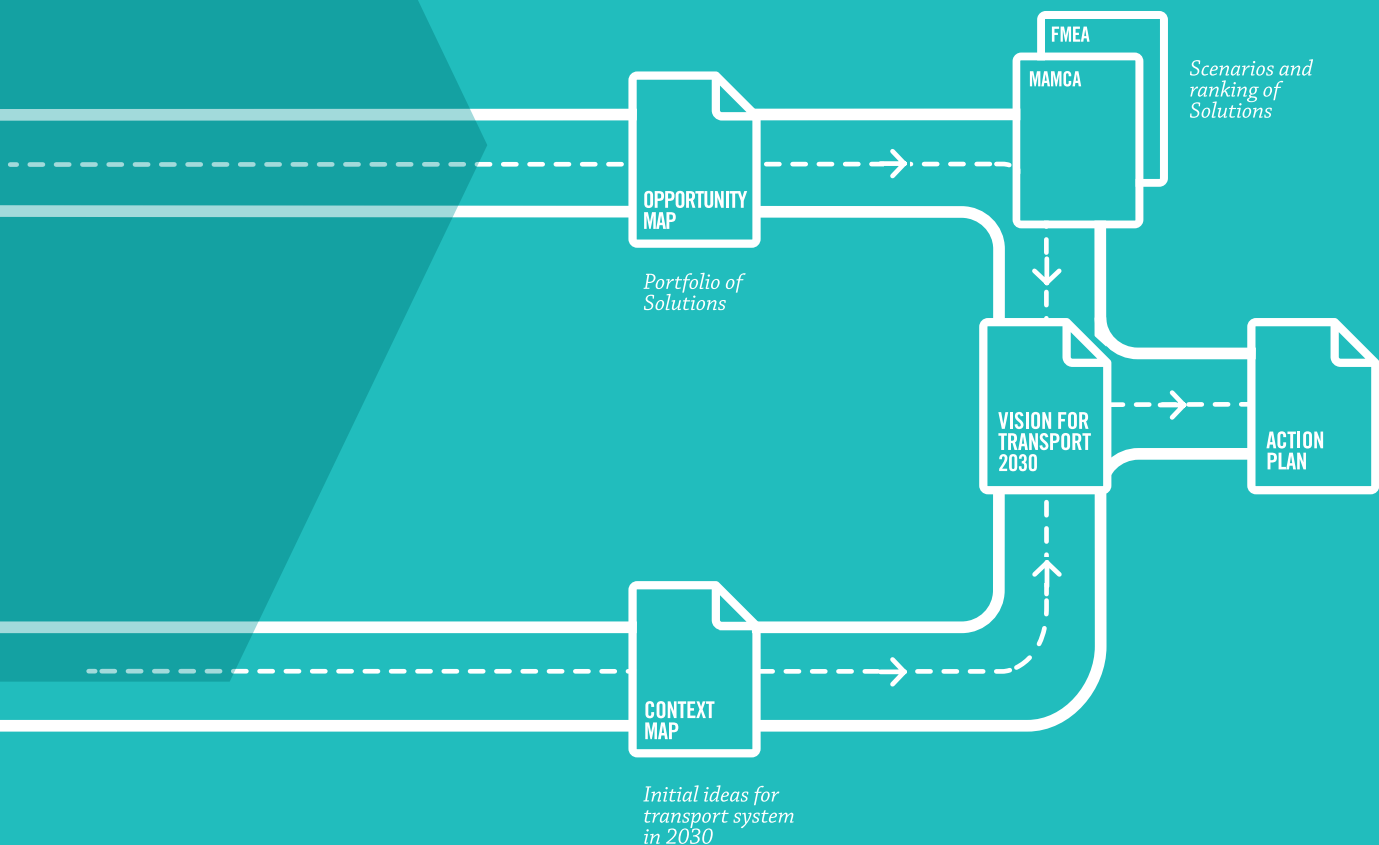 FMEA
MAMCA
Scenarios and
ranking of
Solutions
OPPORTUNITY
MAP
Portfolio of
Solutions
VISION FOR
TRANSPORT
2030
ACTION
PLAN
CONTEXT
MAP
Initial ideas for
transport system
in 2030